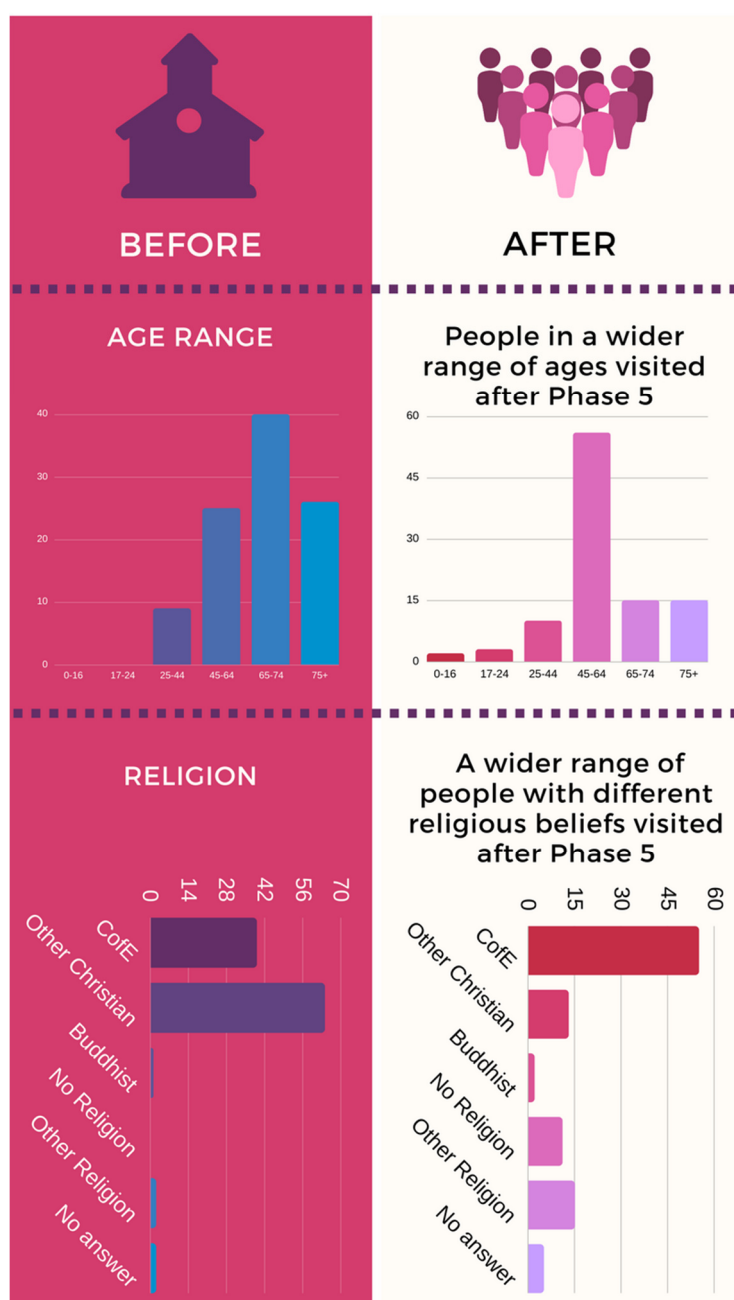 BEFORE
AFTER
AGE RANGE
40
30
20
10
0
0-16 17-24 25-44 45-64 65-74 75+
People in a wider
range of ages visited
after Phase 5
60
45
30
15
0
0-16 17-24 25-44 45-64 65-74 75+
RELIGION
0 14 28 42 56 70
CofE
Other Christian
Buddhist
No Religion
Other Religion
No answer
A wider range of
people with different
religious beliefs visited
after Phase 5
0 15 30 45 60
CofE
Other Christian
Buddhist
No Religion
Other Religion
No answer